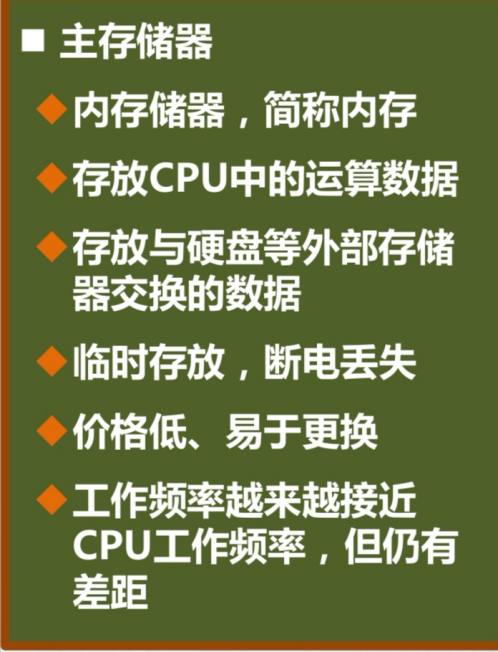 ■ 主存储器
◆内存储器，简称内存
◆存放CPU中的运算数据
◆存放与硬盘等外部存储
器交换的数据
◆临时存放，断电丢失
◆价格低、易于更换
◆工作频率越来越接近
CPU工作频率，但仍有
差距